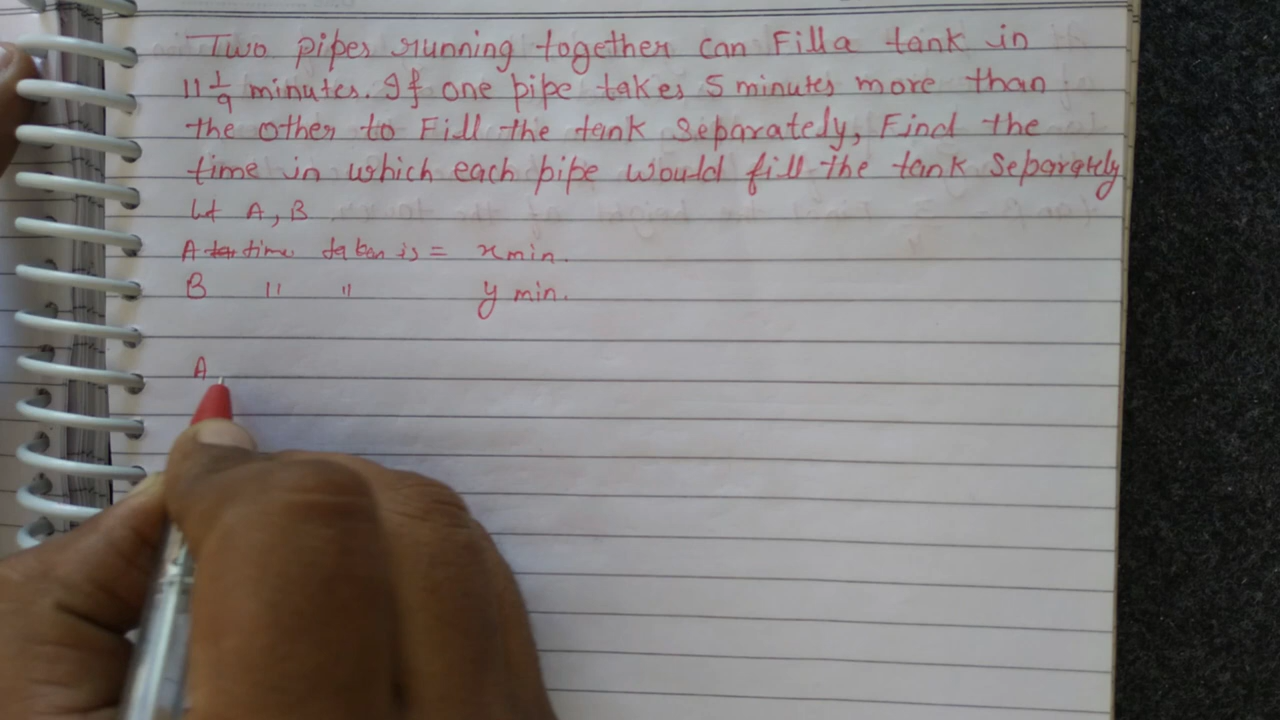 Two pipes running together can Fill a tank in
11 1/9 minutes. If one pipe takes 5 minutes more than
the other to Fill the tank separately, Find the
time in which each pipe would fill the tank Separately
let A, B
A time taken is = x min.
B " " y min.
A